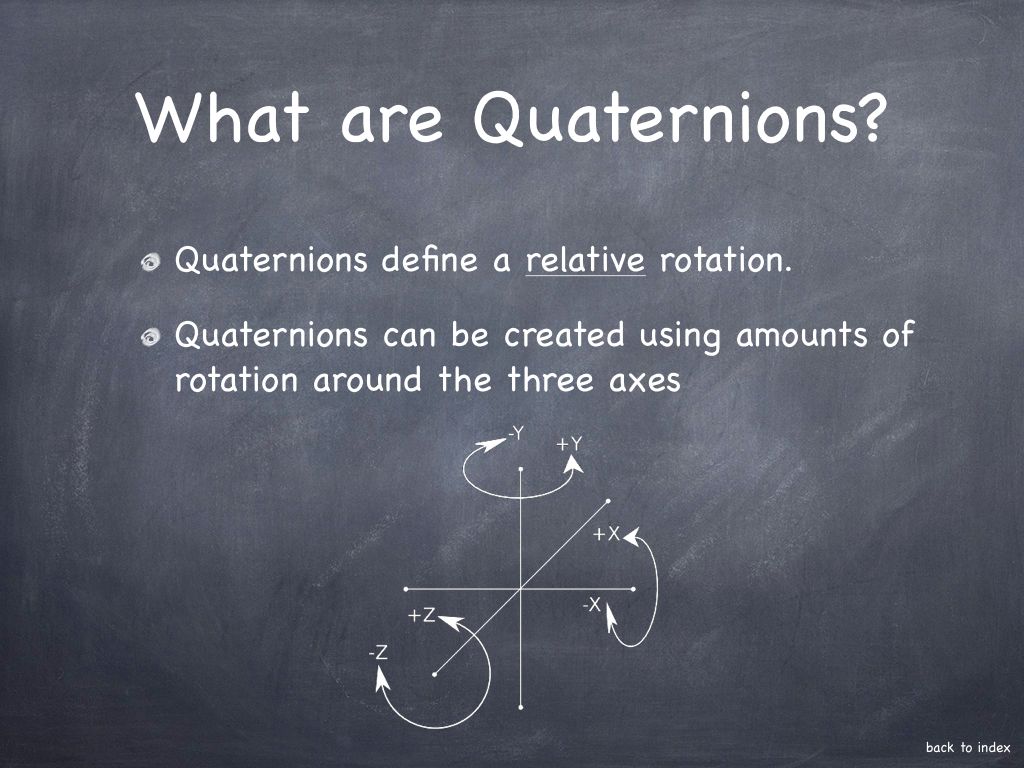 What are Quaternions?
Quaternions define a relative rotation.
Quaternions can be created using amounts of
rotation around the three axes
-Y
+Y
+X
-X
+Z
-Z
back to index